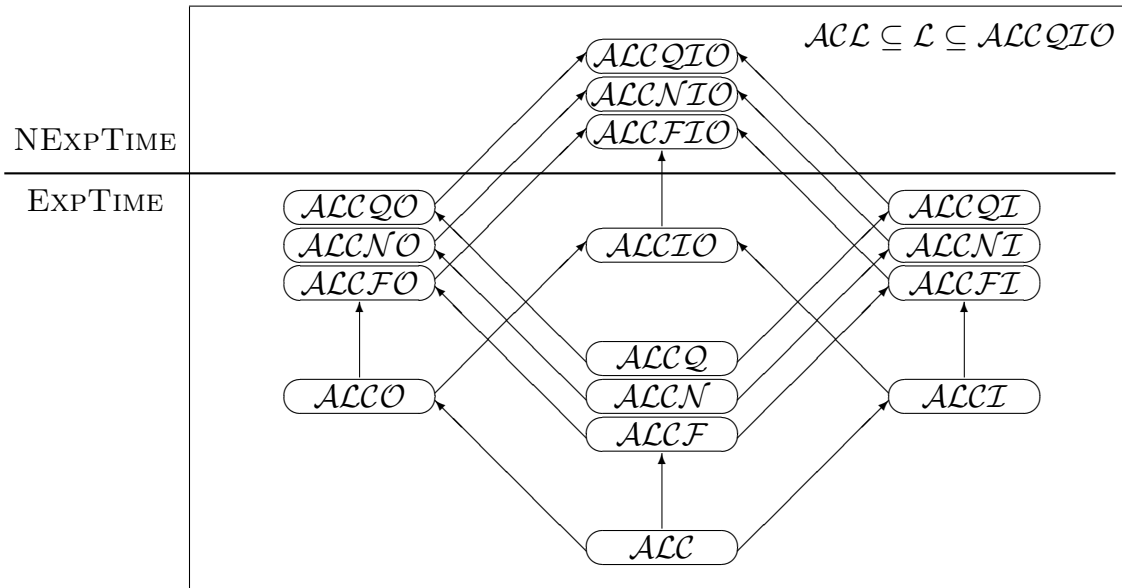 𝒜𝒞ℒ ⊆ ℒ ⊆ 𝒜ℒ𝒞𝒬ℐ𝒪
𝒜ℒ𝒞𝒬ℐ𝒪
𝒜ℒ𝒞𝒩ℐ𝒪
𝒜ℒ𝒞ℱℐ𝒪
NExpTime
ExpTime
𝒜ℒ𝒞𝒬𝒪 𝒜ℒ𝒞𝒬ℐ
𝒜ℒ𝒞𝒩𝒪 𝒜ℒ𝒞ℐ𝒪 𝒜ℒ𝒞𝒩ℐ
𝒜ℒ𝒞ℱ𝒪 𝒜ℒ𝒞ℱℐ
𝒜ℒ𝒞𝒬
𝒜ℒ𝒞𝒪 𝒜ℒ𝒞𝒩 𝒜ℒ𝒞ℐ
𝒜ℒ𝒞ℱ
𝒜ℒ𝒞